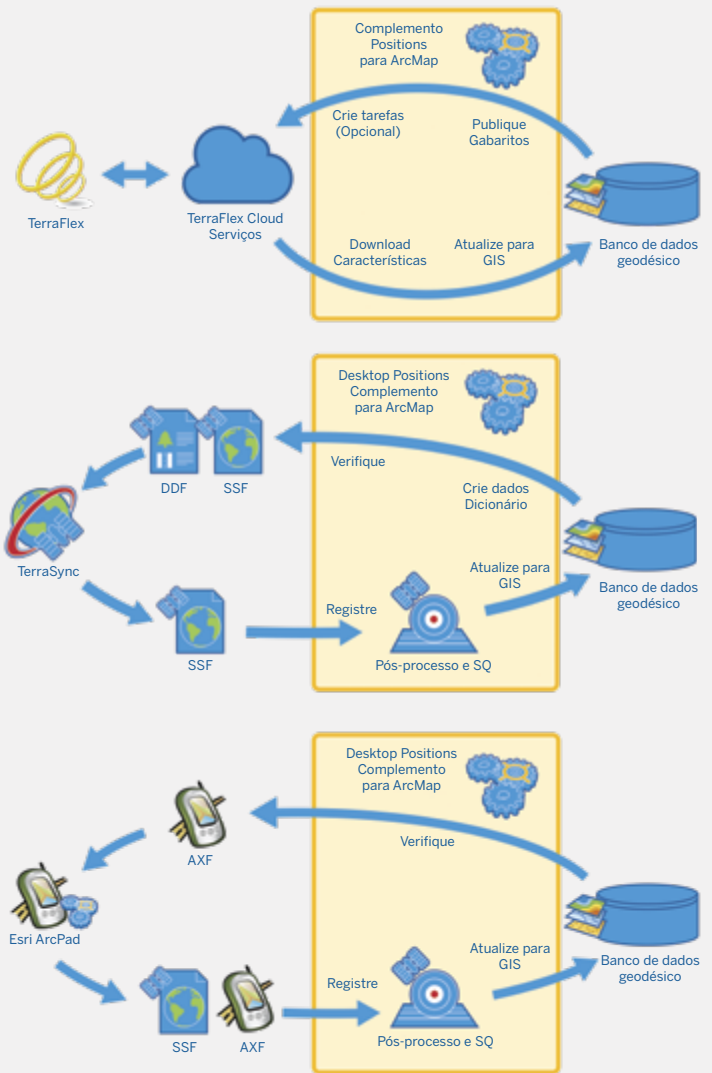 Complemento
Positions
para ArcMap
Crie tarefas
(Opcional)
Publique
Gabaritos
TerraFlex
TerraFlex Cloud
Serviços
Download
Características
Atualize para
GIS
Banco de dados
geodésico
Desktop Positions
Complemento
para ArcMap
Verifique
DDF
SSF
Crie dados
Dicionário
TerraSync
Atualize para
GIS
Banco de dados
geodésico
Registre
SSF
Pós-processo e SQ
Desktop Positions
Complemento
para ArcMap
Verifique
AXF
Esri ArcPad
Atualize para
GIS
Banco de dados
geodésico
Registre
SSF
AXF
Pós-processo e SQ